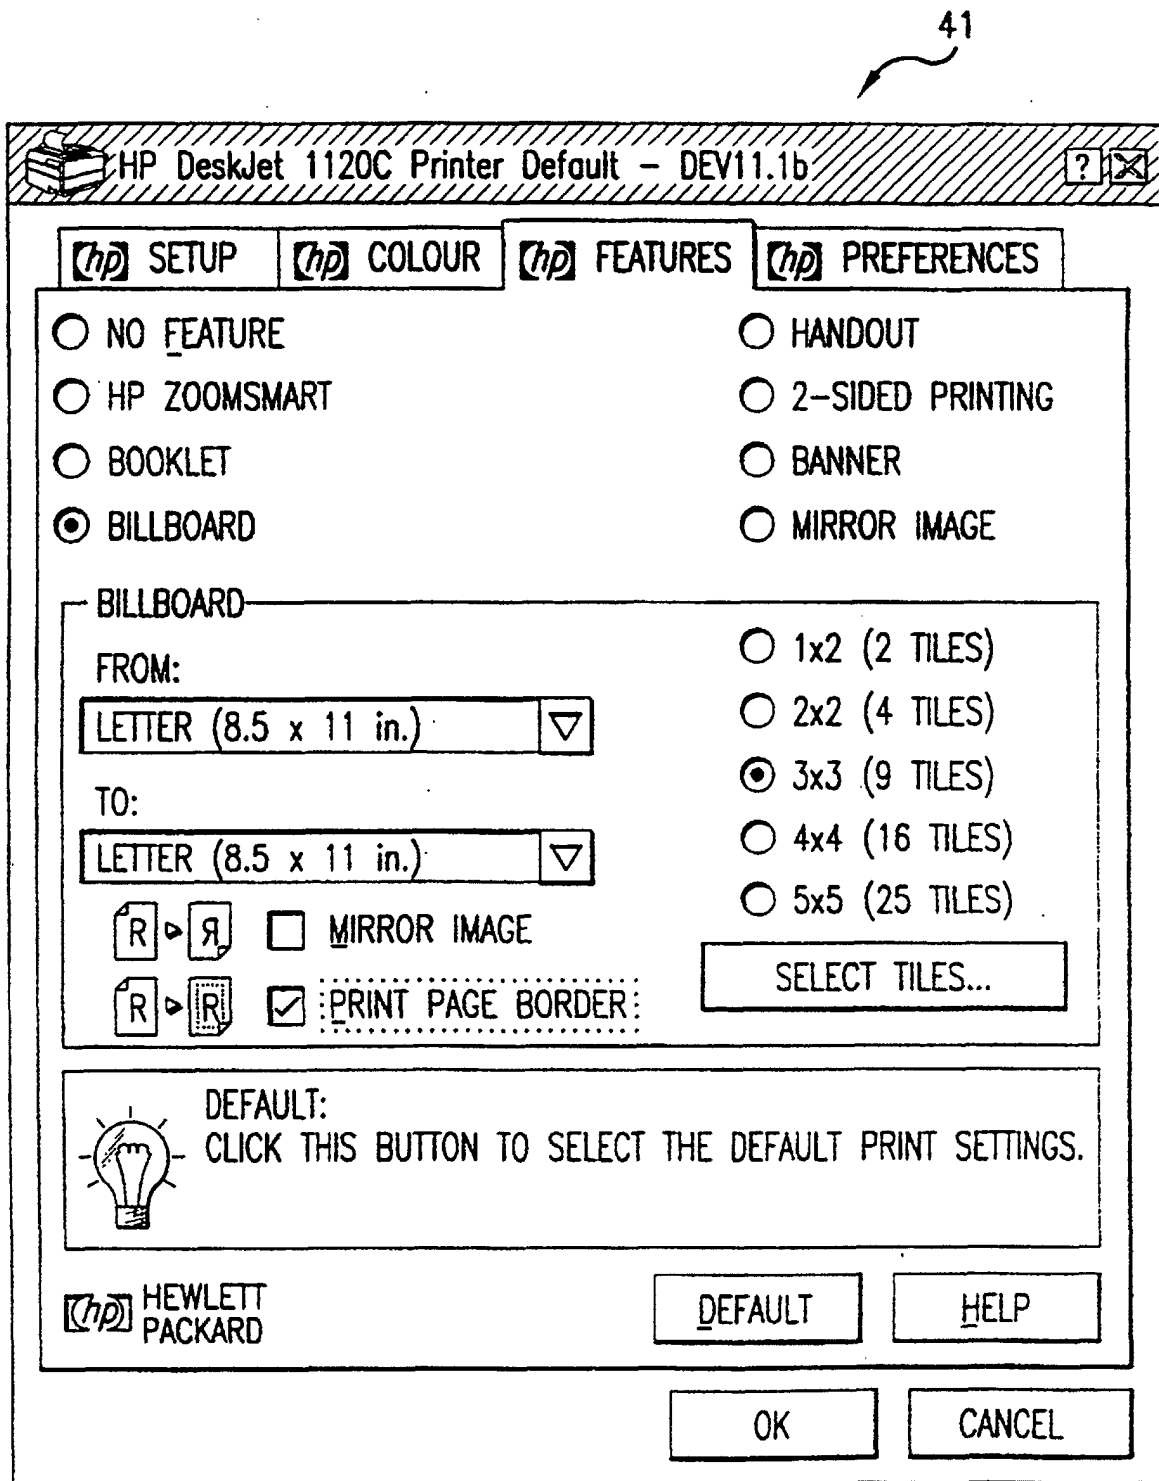 41
HP DeskJet 1120C Printer Default - DEV11.1b ? X
hp SETUP hp COLOUR hp FEATURES hp PREFERENCES
NO FEATURE HANDOUT
HP ZOOMSMART 2-SIDED PRINTING
BOOKLET BANNER
BILLBOARD MIRROR IMAGE
BILLBOARD
FROM:
1x2 (2 TILES)
LETTER (8.5 x 11 in.)
2x2 (4 TILES)
3x3 (9 TILES)
TO:
LETTER (8.5 x 11 in.)
4x4 (16 TILES)
5x5 (25 TILES)
R Я MIRROR IMAGE
SELECT TILES...
R R PRINT PAGE BORDER
DEFAULT:
CLICK THIS BUTTON TO SELECT THE DEFAULT PRINT SETTINGS.
hp HEWLETT
PACKARD
DEFAULT HELP
OK CANCEL